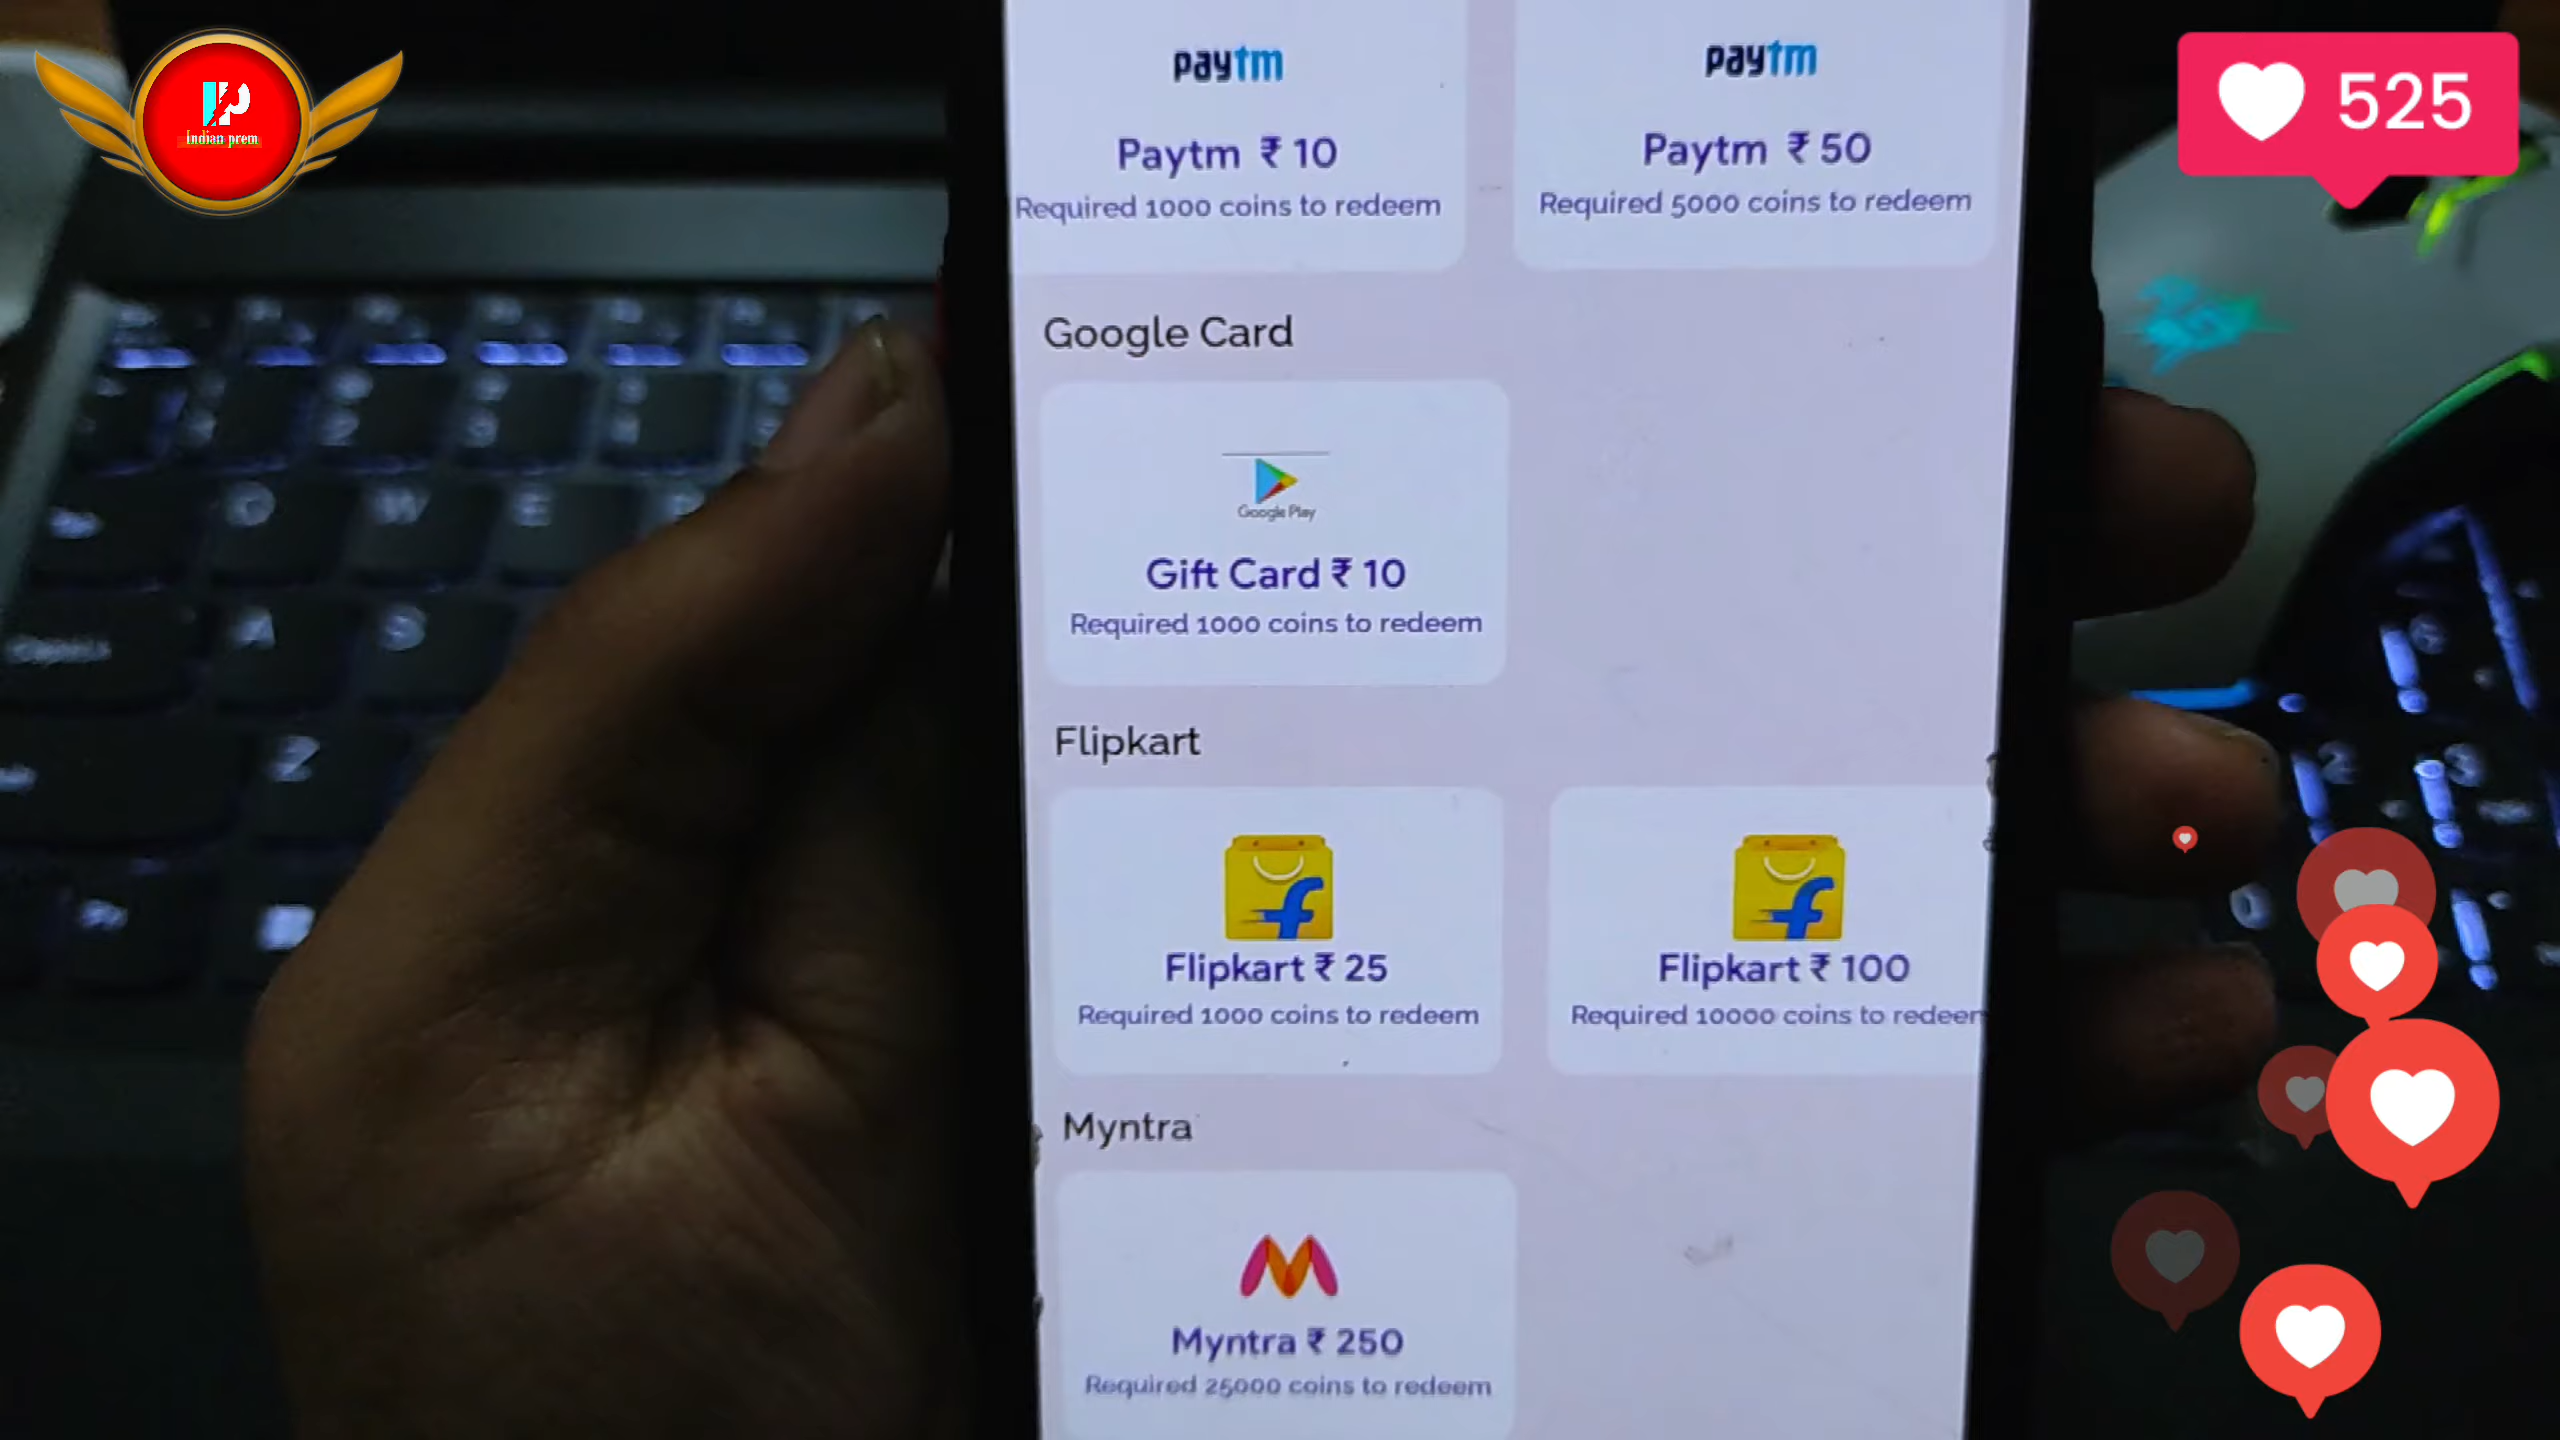 Indian prem
525
paytm
Paytm ₹ 10
Required 1000 coins to redeem
paytm
Paytm ₹ 50
Required 5000 coins to redeem
Google Card
Google Play
Gift Card ₹ 10
Required 1000 coins to redeem
Flipkart
Flipkart ₹ 25
Required 1000 coins to redeem
Flipkart ₹ 100
Required 10000 coins to redeem
Myntra
Myntra ₹ 250
Required 25000 coins to redeem
W
E
A
S
Z